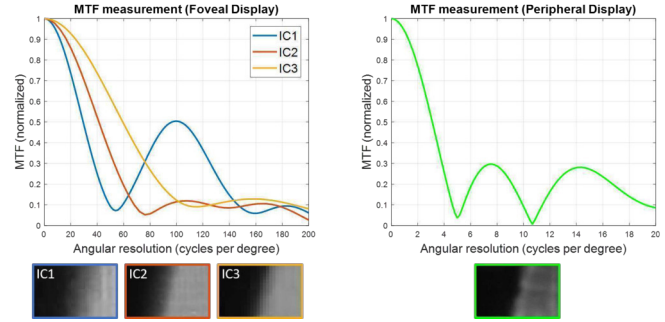 MTF measurement (Foveal Display)
MTF (normalized)
1
0.9
0.8
0.7
0.6
0.5
0.4
0.3
0.2
0.1
0
0 20 40 60 80 100 120 140 160 180 200
Angular resolution (cycles per degree)
IC1
IC2
IC3
IC1
IC2
IC3
MTF measurement (Peripheral Display)
MTF (normalized)
1
0.9
0.8
0.7
0.6
0.5
0.4
0.3
0.2
0.1
0
0 2 4 6 8 10 12 14 16 18 20
Angular resolution (cycles per degree)